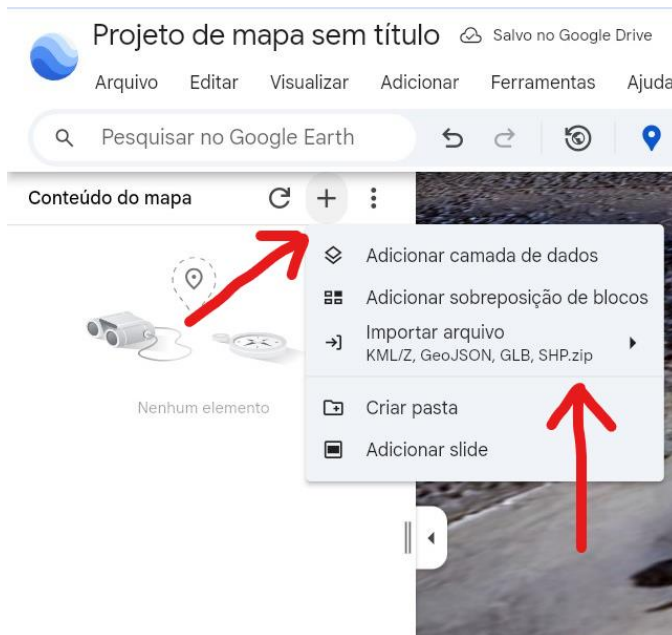 Projeto de mapa sem título
Salvo no Google Drive
Arquivo Editar Visualizar Adicionar Ferramentas Ajuda
Pesquisar no Google Earth
Conteúdo do mapa
Adicionar camada de dados
Adicionar sobreposição de blocos
Importar arquivo
KML/Z, GeoJSON, GLB, SHP.zip
Nenhum elemento
Criar pasta
Adicionar slide